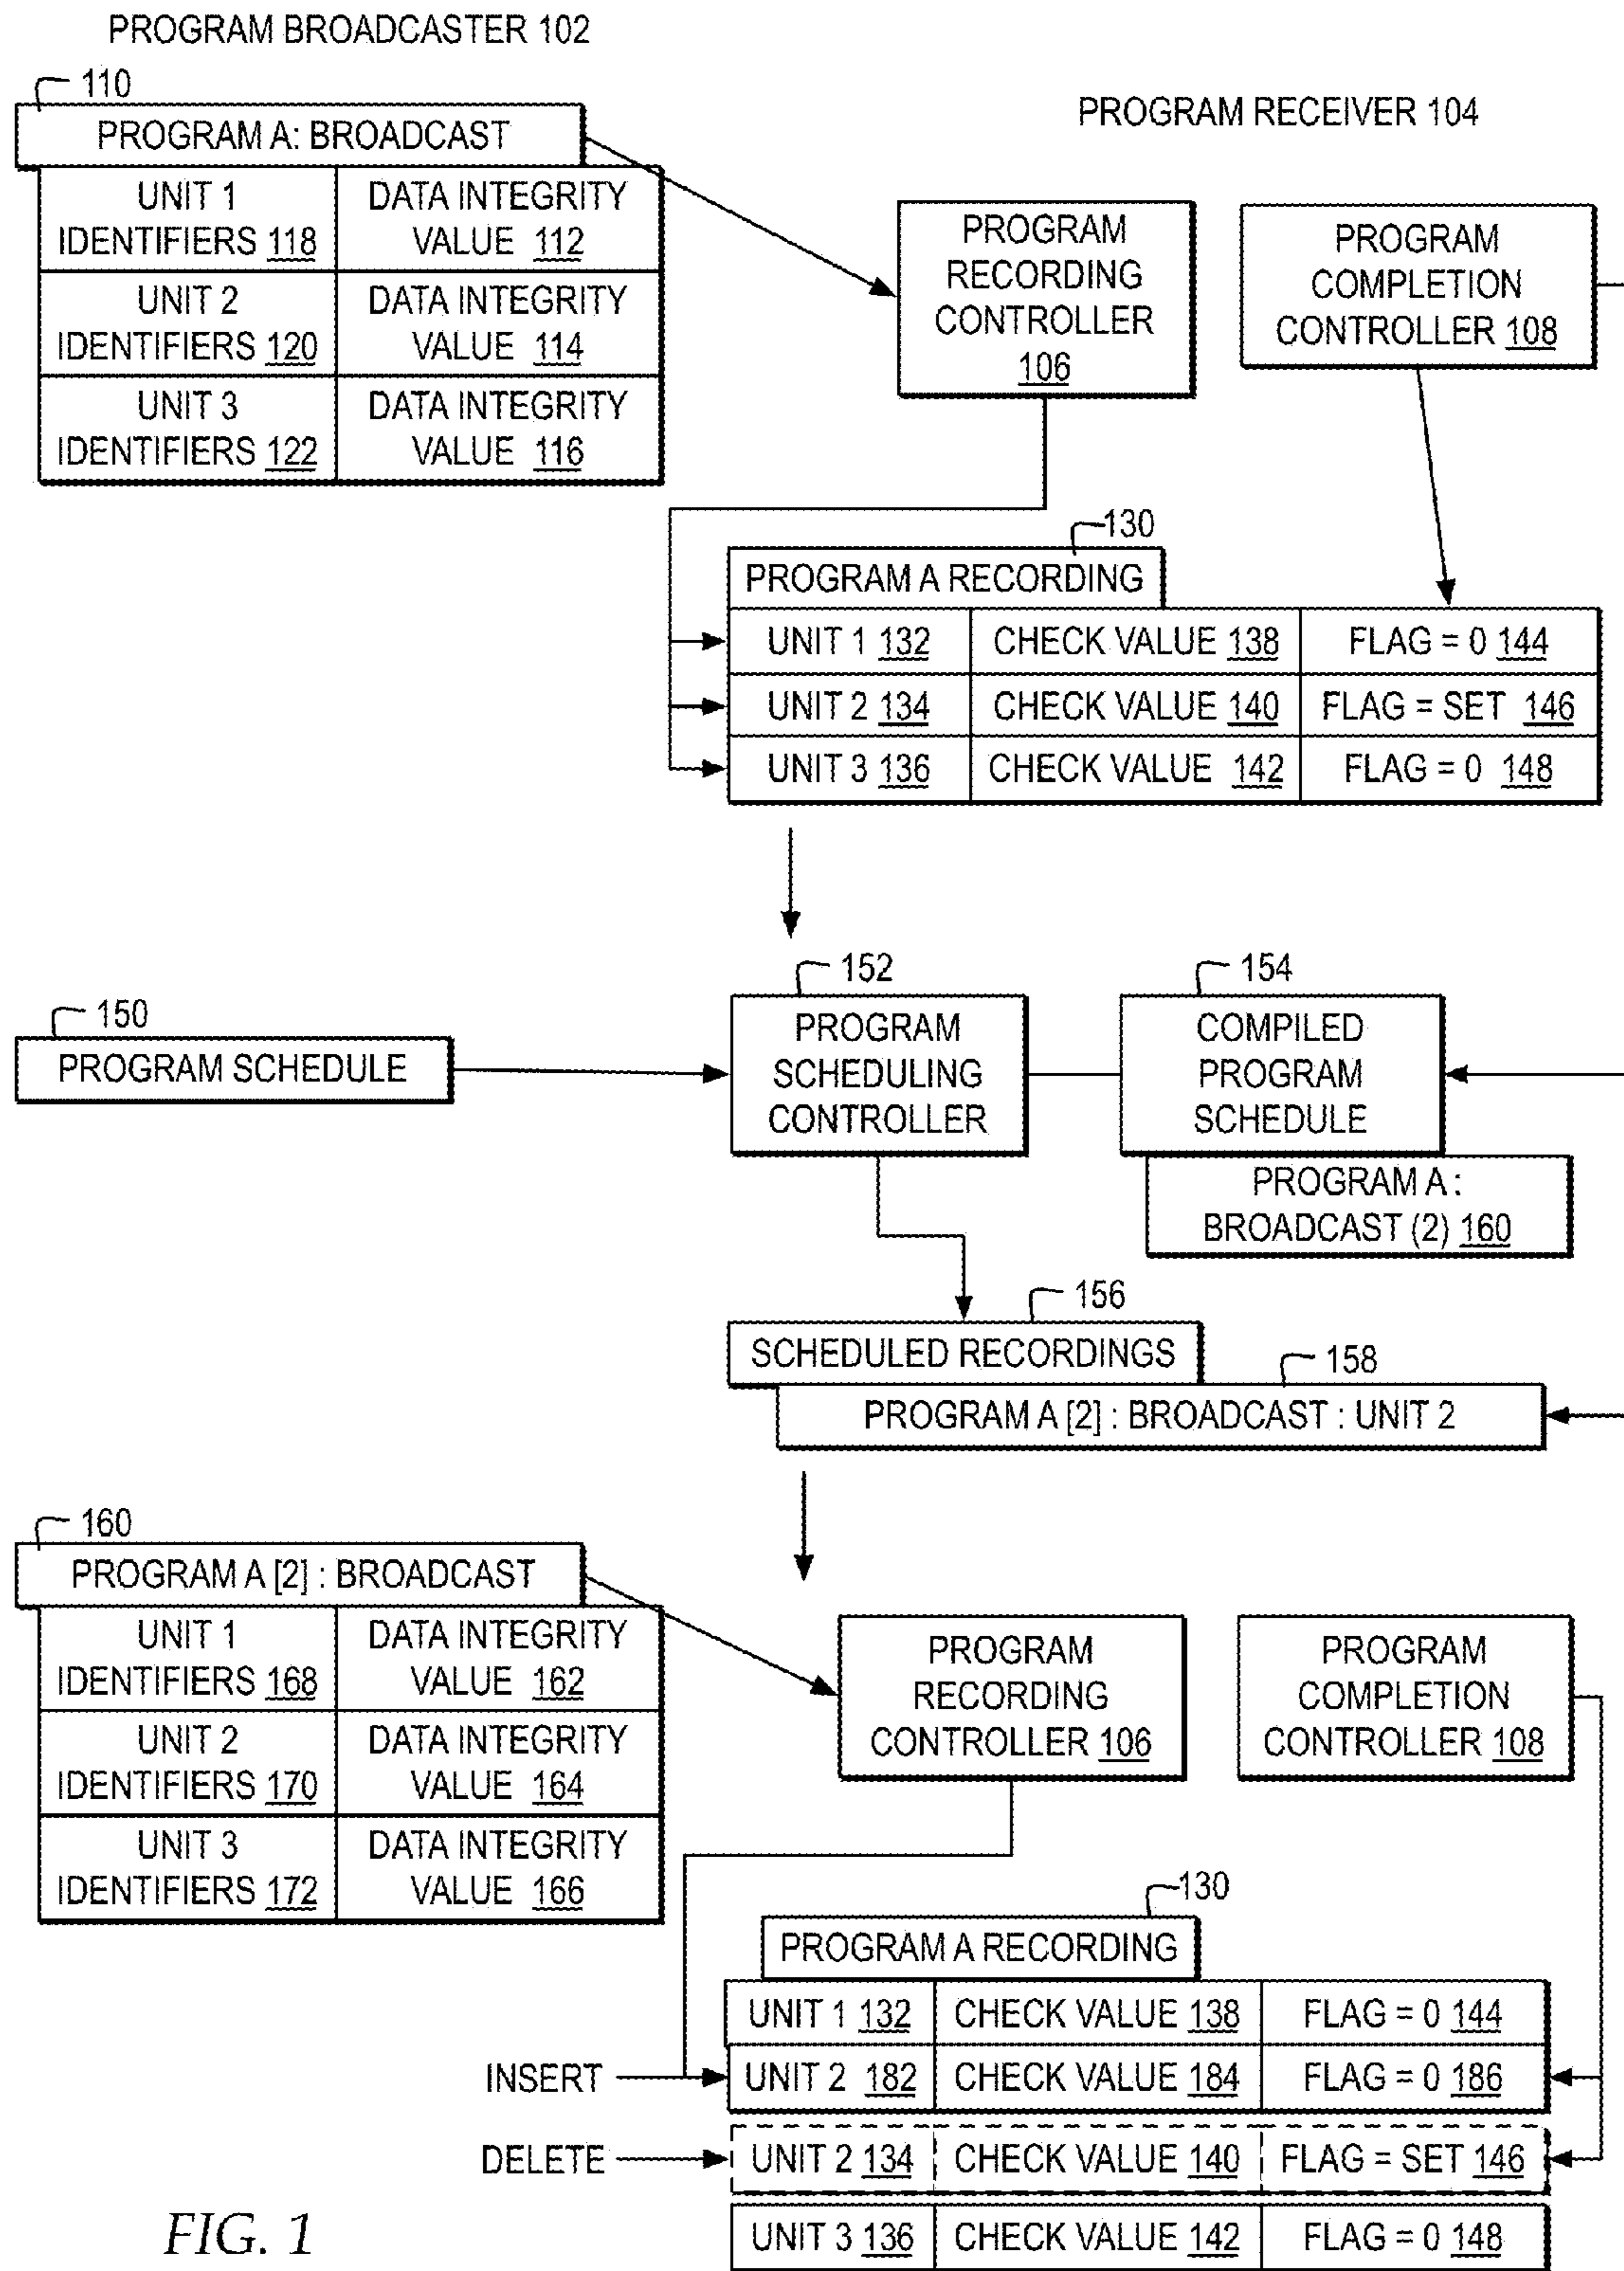 PROGRAM BROADCASTER 102
110
PROGRAM RECEIVER 104
PROGRAM A: BROADCAST
UNIT 1
IDENTIFIERS 118
DATA INTEGRITY
VALUE 112
UNIT 2
IDENTIFIERS 120
DATA INTEGRITY
VALUE 114
UNIT 3
IDENTIFIERS 122
DATA INTEGRITY
VALUE 116
PROGRAM
RECORDING
CONTROLLER
106
PROGRAM
COMPLETION
CONTROLLER 108
130
PROGRAM A RECORDING
UNIT 1 132
CHECK VALUE 138
FLAG = 0 144
UNIT 2 134
CHECK VALUE 140
FLAG = SET 146
UNIT 3 136
CHECK VALUE 142
FLAG = 0 148
150
PROGRAM SCHEDULE
152
PROGRAM
SCHEDULING
CONTROLLER
154
COMPILED
PROGRAM
SCHEDULE
PROGRAM A :
BROADCAST (2) 160
156
SCHEDULED RECORDINGS
158
PROGRAM A [2] : BROADCAST : UNIT 2
160
PROGRAM A [2] : BROADCAST
UNIT 1
IDENTIFIERS 168
DATA INTEGRITY
VALUE 162
UNIT 2
IDENTIFIERS 170
DATA INTEGRITY
VALUE 164
UNIT 3
IDENTIFIERS 172
DATA INTEGRITY
VALUE 166
PROGRAM
RECORDING
CONTROLLER 106
PROGRAM
COMPLETION
CONTROLLER 108
130
PROGRAM A RECORDING
UNIT 1 132
CHECK VALUE 138
FLAG = 0 144
INSERT
UNIT 2 182
CHECK VALUE 184
FLAG = 0 186
DELETE
UNIT 2 134
CHECK VALUE 140
FLAG = SET 146
UNIT 3 136
CHECK VALUE 142
FLAG = 0 148
FIG. 1